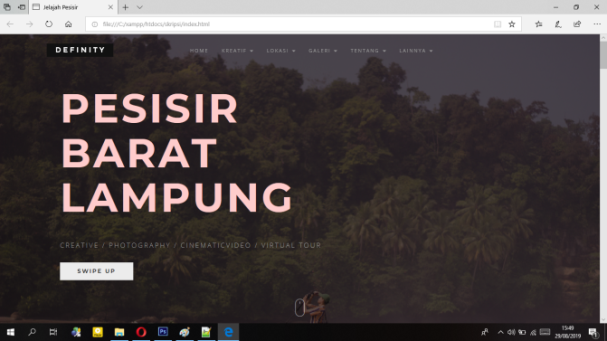 Jelajah Pesisir
file:///C:/xampp/htdocs/skripsi/index.html
DEFINITY
HOME KREATIF LOKASI GALERI TENTANG LAINNYA
PESISIR
BARAT
LAMPUNG
CREATIVE / PHOTOGRAPHY / CINEMATICVIDEO / VIRTUAL TOUR
SWIPE UP
15:49
29/08/2019